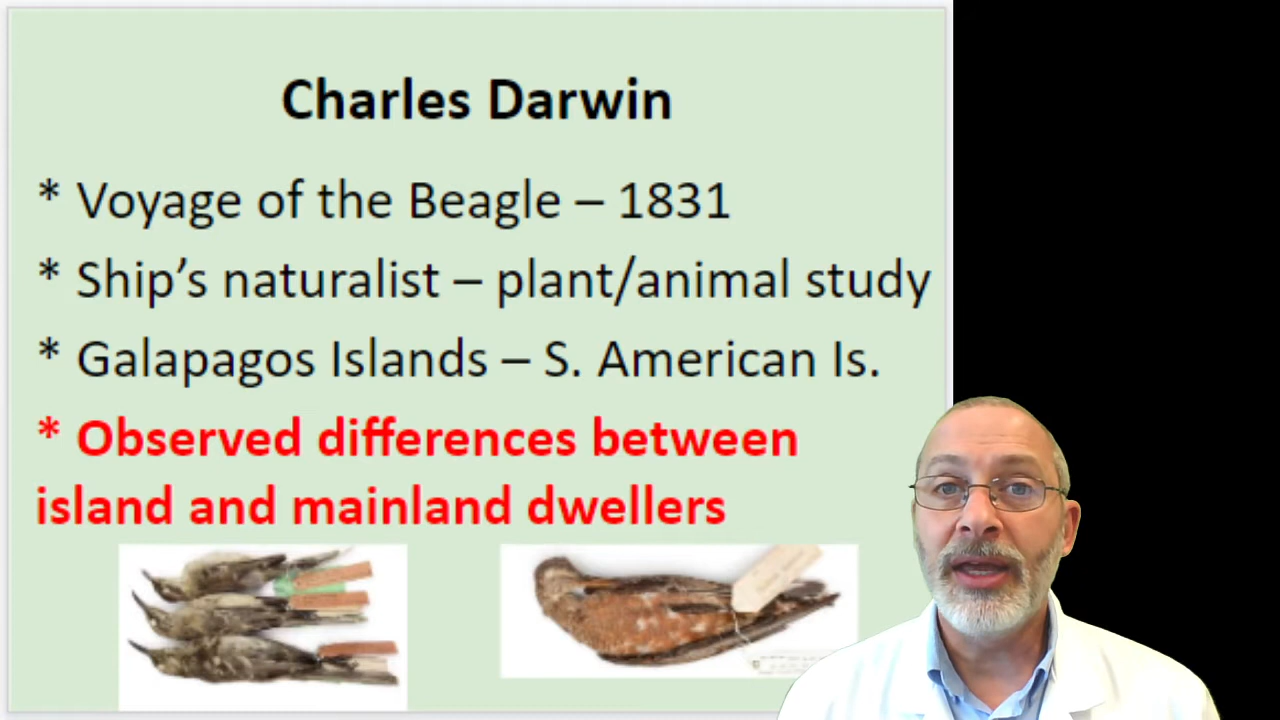 Charles Darwin
* Voyage of the Beagle – 1831
* Ship’s naturalist – plant/animal study
* Galapagos Islands – S. American Is.
* Observed differences between
island and mainland dwellers